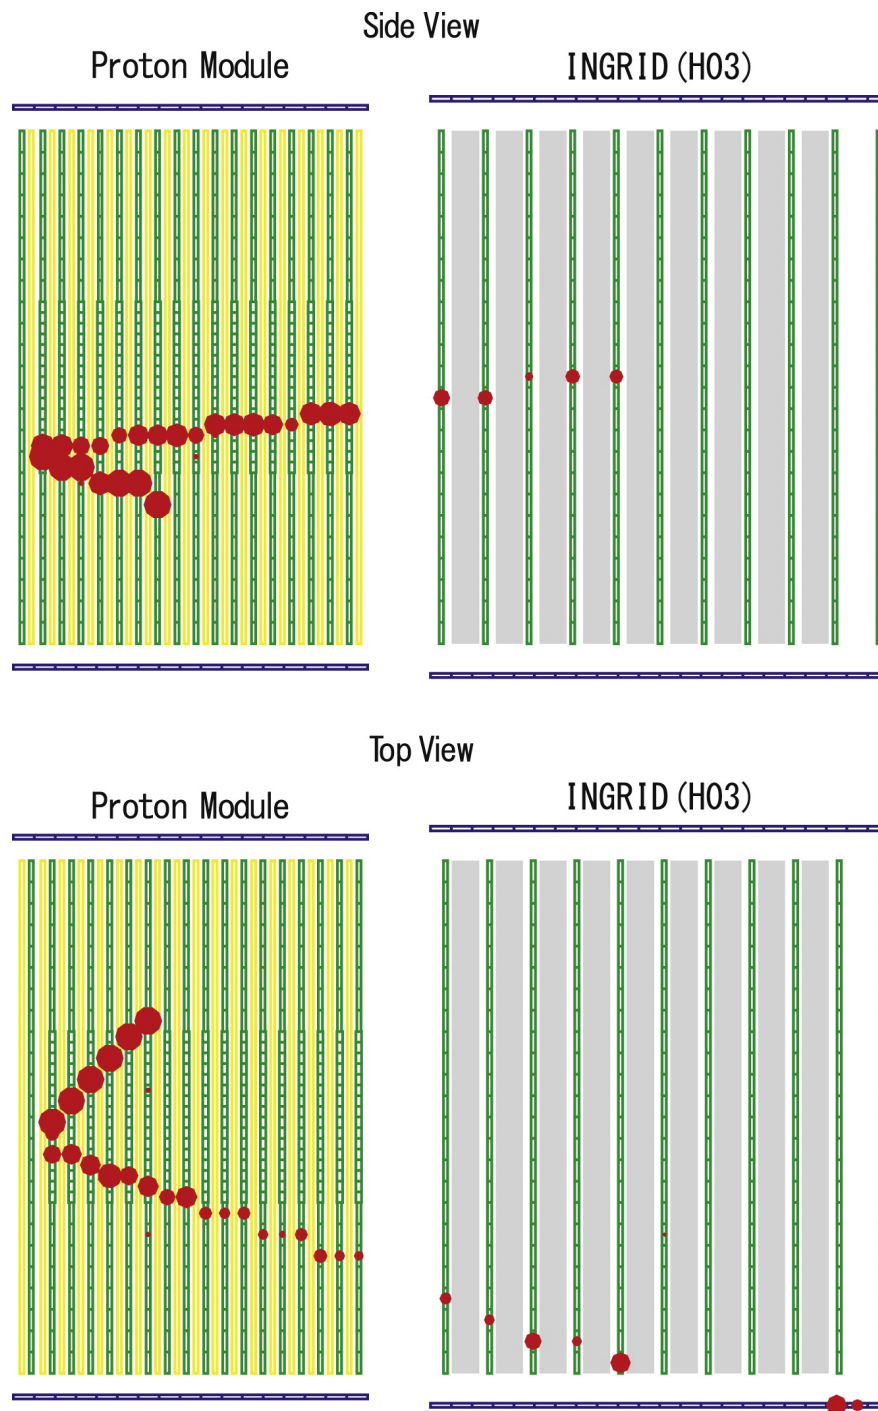 Side View
Proton Module
INGRID (H03)
Top View
Proton Module
INGRID (H03)